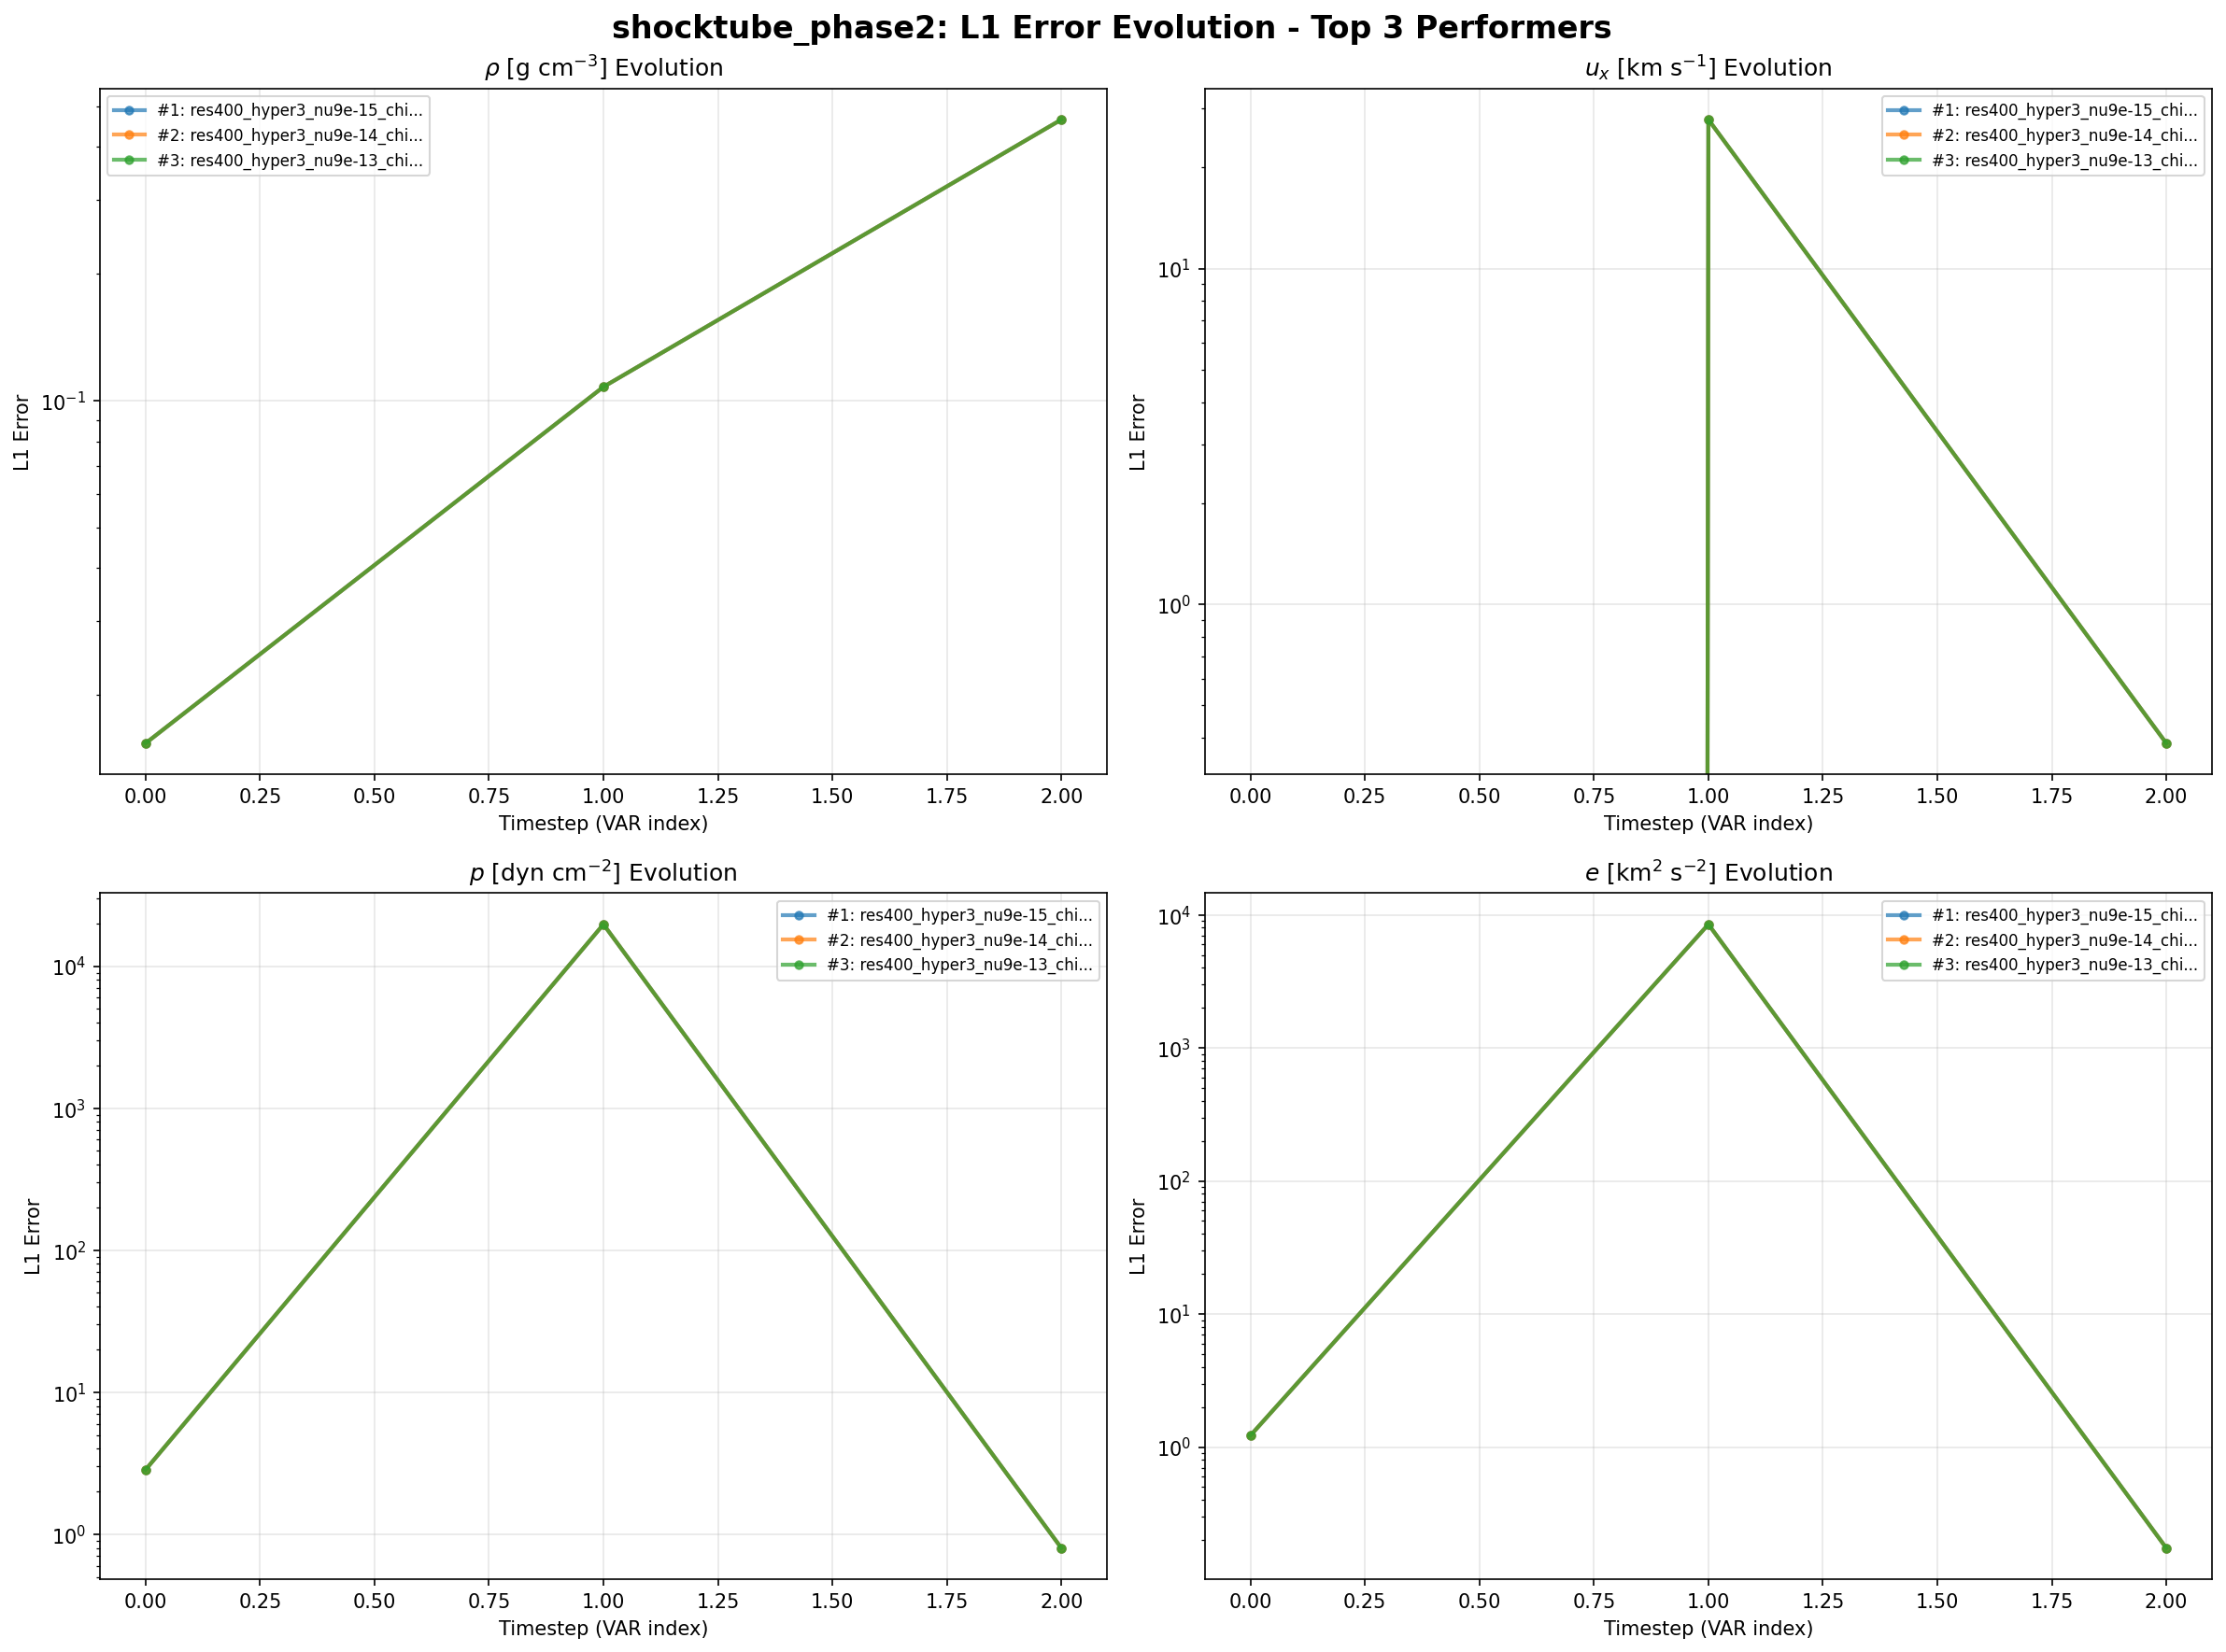 shocktube_phase2: L1 Error Evolution - Top 3 Performers
ρ [g cm⁻³] Evolution
#1: res400_hyper3_nu9e-15_chi...
#2: res400_hyper3_nu9e-14_chi...
#3: res400_hyper3_nu9e-13_chi...
L1 Error
10⁻¹
0.00 0.25 0.50 0.75 1.00 1.25 1.50 1.75 2.00
Timestep (VAR index)
uₓ [km s⁻¹] Evolution
#1: res400_hyper3_nu9e-15_chi...
#2: res400_hyper3_nu9e-14_chi...
#3: res400_hyper3_nu9e-13_chi...
L1 Error
10¹
10⁰
0.00 0.25 0.50 0.75 1.00 1.25 1.50 1.75 2.00
Timestep (VAR index)
p [dyn cm⁻²] Evolution
#1: res400_hyper3_nu9e-15_chi...
#2: res400_hyper3_nu9e-14_chi...
#3: res400_hyper3_nu9e-13_chi...
L1 Error
10⁴
10³
10²
10¹
10⁰
0.00 0.25 0.50 0.75 1.00 1.25 1.50 1.75 2.00
Timestep (VAR index)
e [km² s⁻²] Evolution
#1: res400_hyper3_nu9e-15_chi...
#2: res400_hyper3_nu9e-14_chi...
#3: res400_hyper3_nu9e-13_chi...
L1 Error
10⁴
10³
10²
10¹
10⁰
0.00 0.25 0.50 0.75 1.00 1.25 1.50 1.75 2.00
Timestep (VAR index)